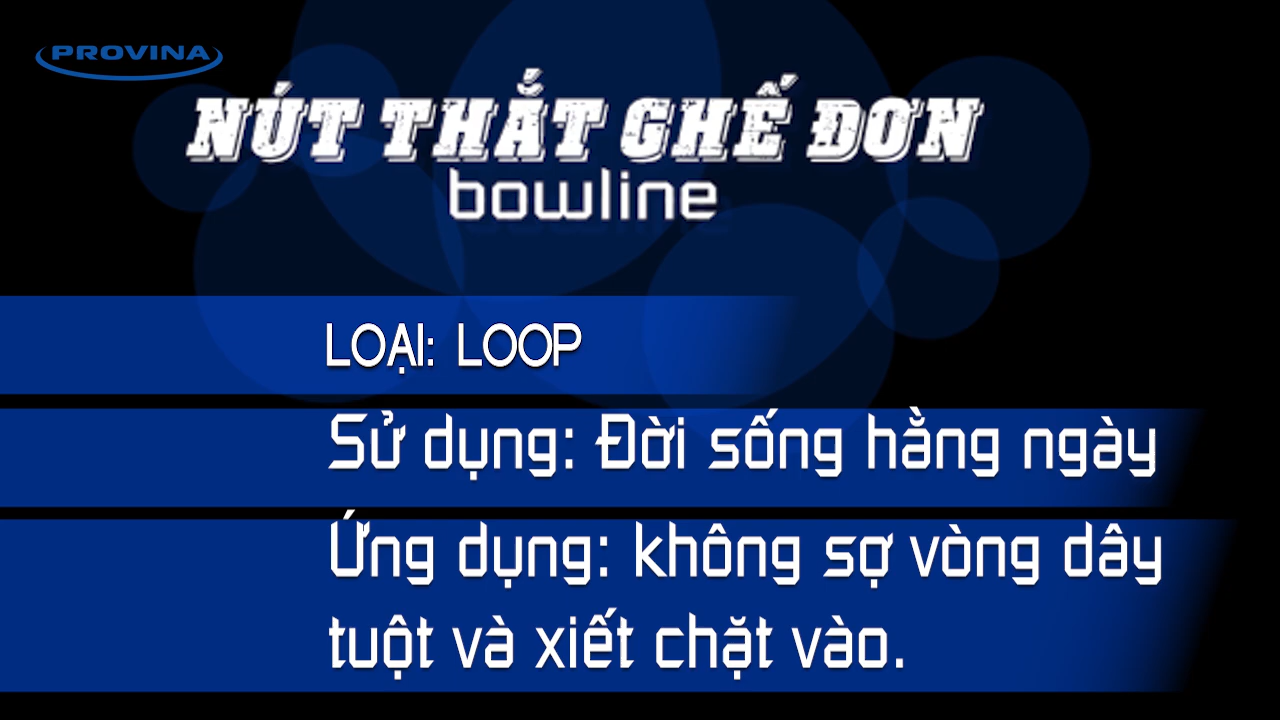 PROVINA
NÚT THẮT GHẾ ĐƠN
bowline
LOẠI: LOOP
Sử dụng: Đời sống hằng ngày
Ứng dụng: không sợ vòng dây
tuột và xiết chặt vào.